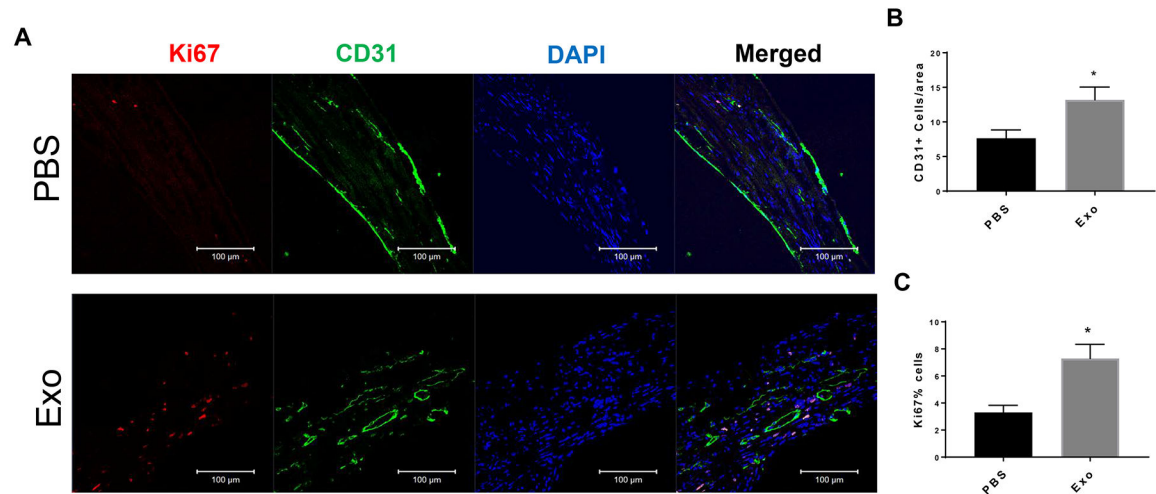 A
Ki67 CD31 DAPI Merged
PBS
100 μm 100 μm 100 μm 100 μm
Exo
100 μm 100 μm 100 μm 100 μm
B
CD31+ Cells/area
20
15
10
5
0
*
PBS Exo
C
Ki67% cells
10
8
6
4
2
0
*
PBS Exo